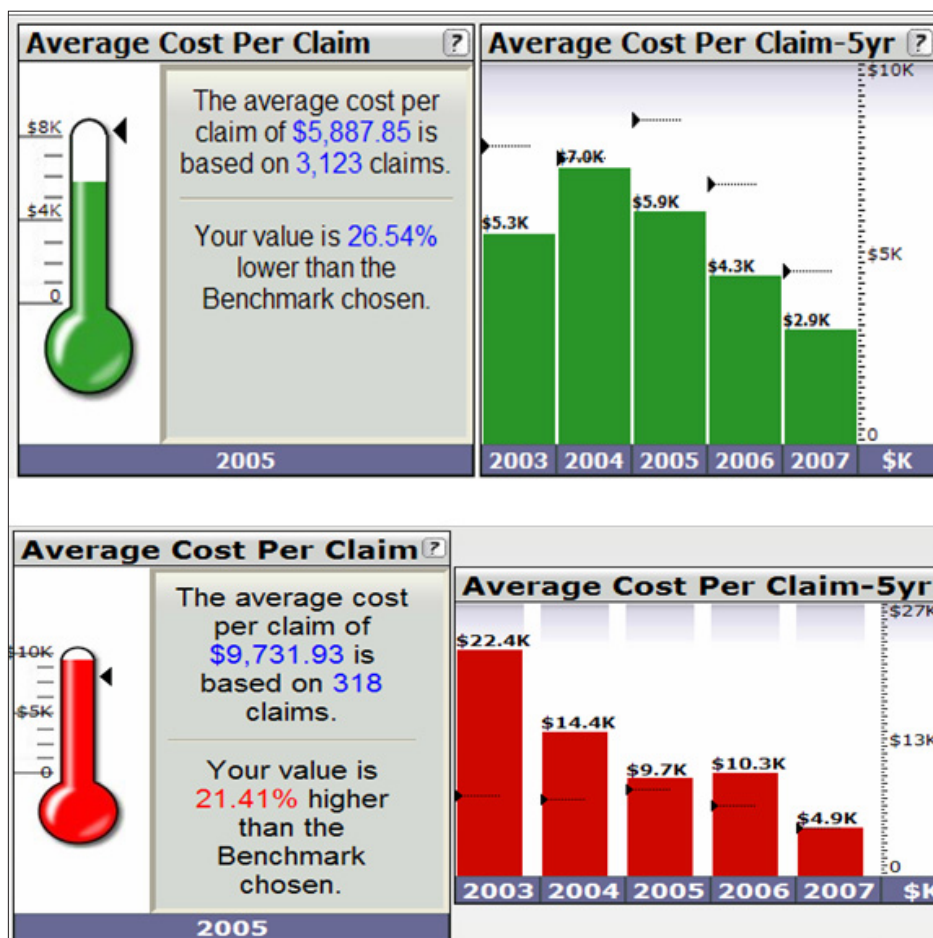 Average Cost Per Claim ?
$8K
$4K
0
The average cost per
claim of $5,887.85 is
based on 3,123 claims.
Your value is 26.54%
lower than the
Benchmark chosen.
2005
Average Cost Per Claim-5yr ?
$10K
$7.0K
$5.9K
$5.3K
$5K
$4.3K
$2.9K
0
2003 2004 2005 2006 2007 $K
Average Cost Per Claim ?
$10K
$5K
0
The average cost
per claim of
$9,731.93 is
based on 318
claims.
Your value is
21.41% higher
than the
Benchmark
chosen.
2005
Average Cost Per Claim-5yr
$27K
$22.4K
$14.4K
$13K
$9.7K
$10.3K
$4.9K
0
2003 2004 2005 2006 2007 $K